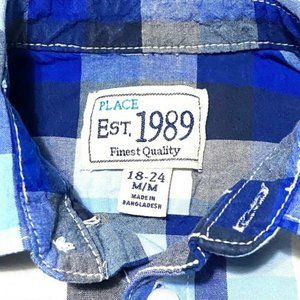 PLACE
EST. 1989
Finest Quality
18-24
M/M
MADE IN
BANGLADESH